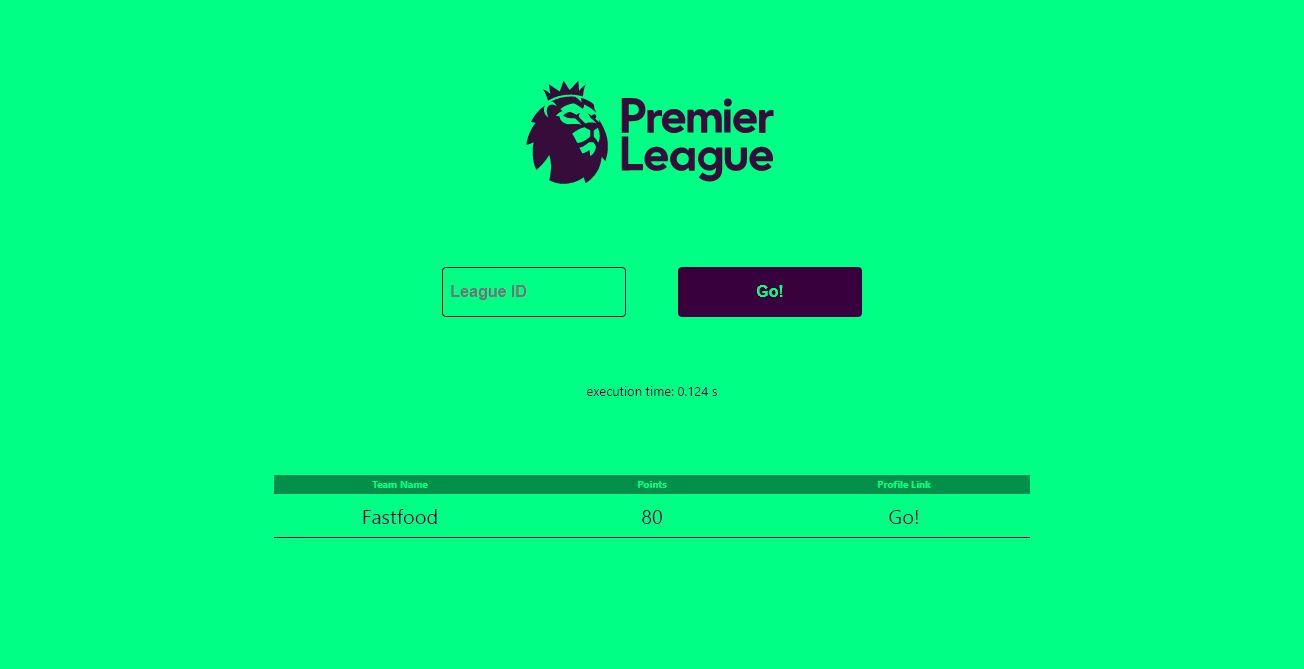 Premier
League
League ID
Go!
execution time: 0.124 s
Team Name Points Profile Link
Fastfood 80 Go!